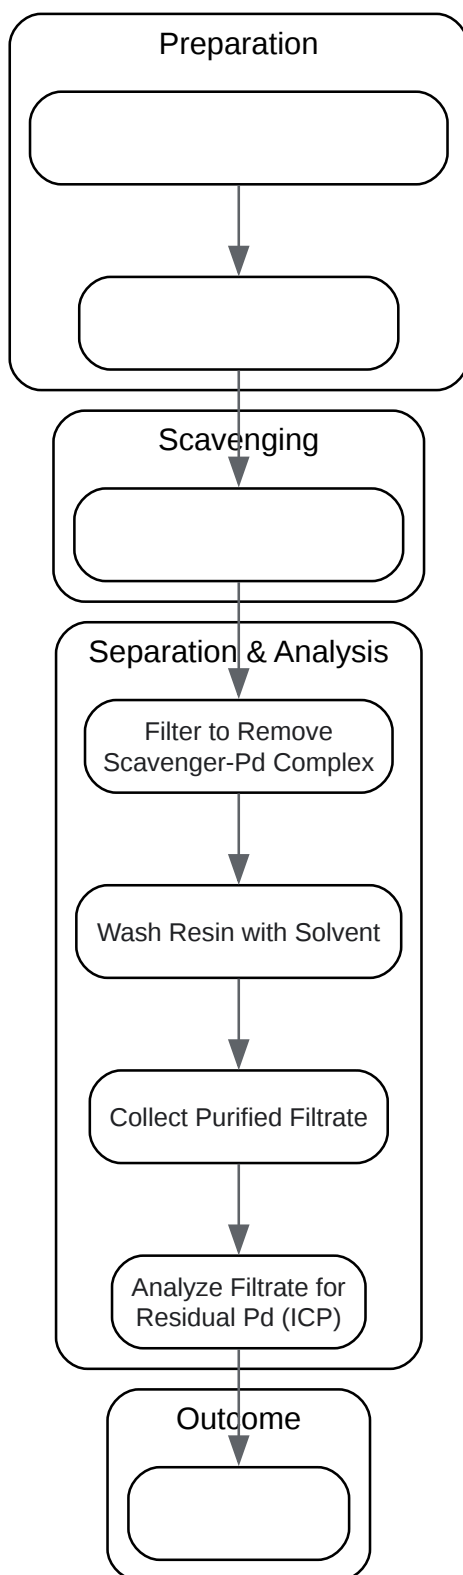 Preparation
Scavenging
Separation & Analysis
Filter to Remove
Scavenger-Pd Complex
Wash Resin with Solvent
Collect Purified Filtrate
Analyze Filtrate for
Residual Pd (ICP)
Outcome